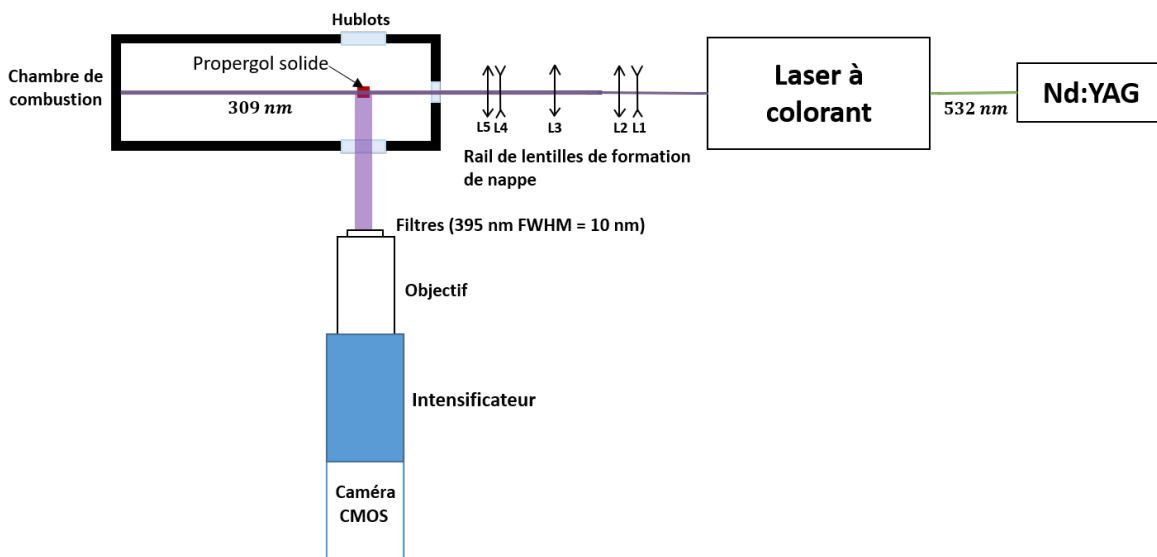 Hublots
Propergol solide
Chambre de
combustion
309 nm
L5 L4 L3 L2 L1
Rail de lentilles de formation
de nappe
Laser à
colorant
532 nm
Nd:YAG
Filtres (395 nm FWHM = 10 nm)
Objectif
Intensificateur
Caméra
CMOS